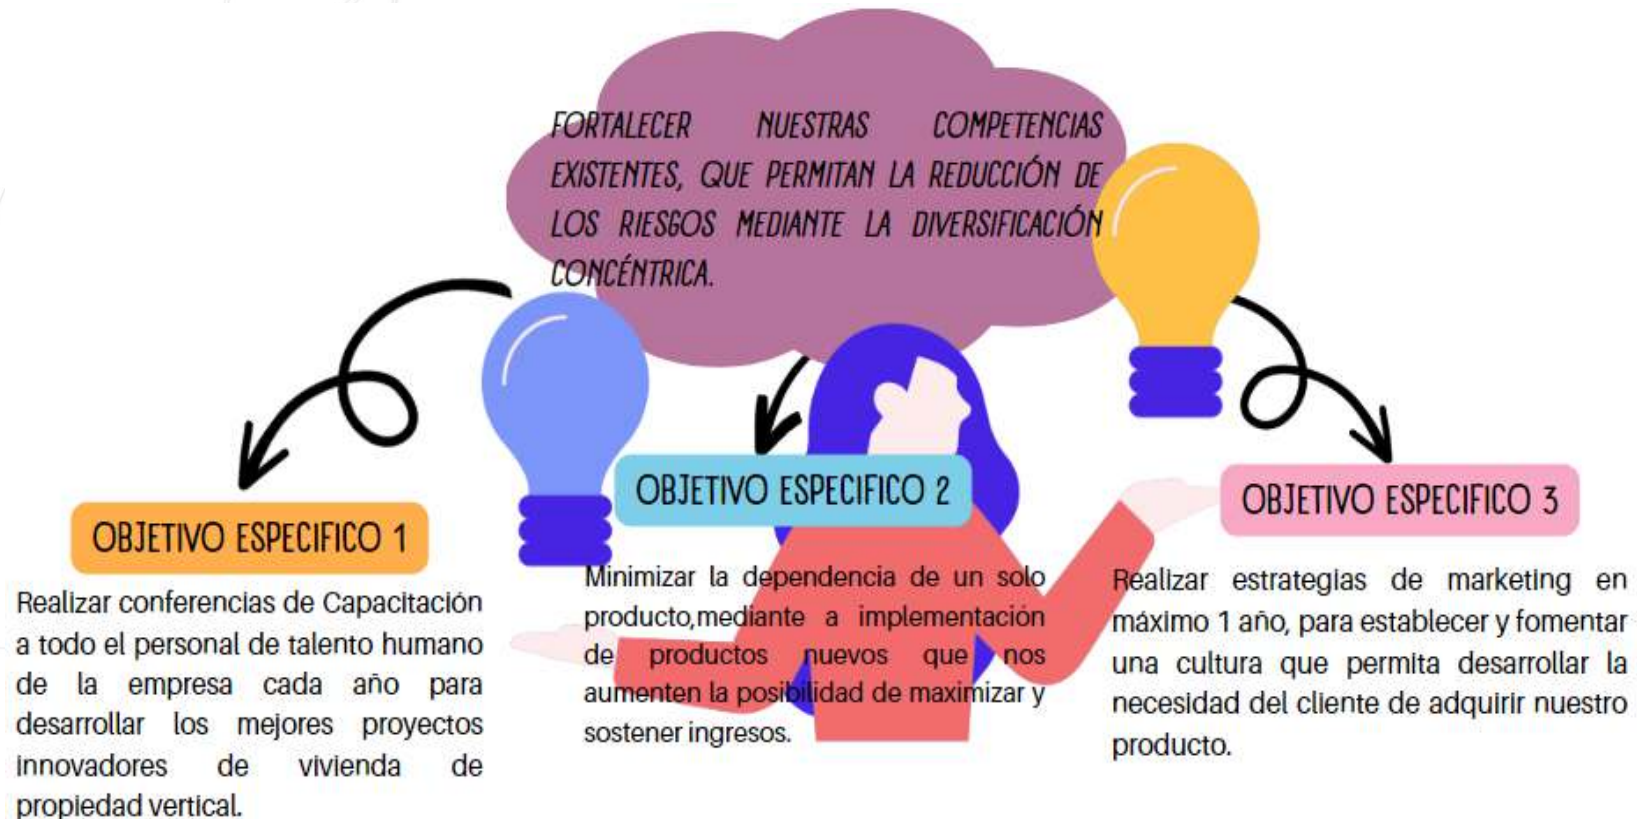 FORTALECER NUESTRAS COMPETENCIAS
EXISTENTES, QUE PERMITAN LA REDUCCIÓN DE
LOS RIESGOS MEDIANTE LA DIVERSIFICACIÓN
CONCÉNTRICA.
OBJETIVO ESPECIFICO 1
Realizar conferencias de Capacitación
a todo el personal de talento humano
de la empresa cada año para
desarrollar los mejores proyectos
innovadores de vivienda de
propiedad vertical.
OBJETIVO ESPECIFICO 2
Minimizar la dependencia de un solo
producto,mediante a implementación
de productos nuevos que nos
aumenten la posibilidad de maximizar y
sostener ingresos.
OBJETIVO ESPECIFICO 3
Realizar estrategias de marketing en
máximo 1 año, para establecer y fomentar
una cultura que permita desarrollar la
necesidad del cliente de adquirir nuestro
producto.